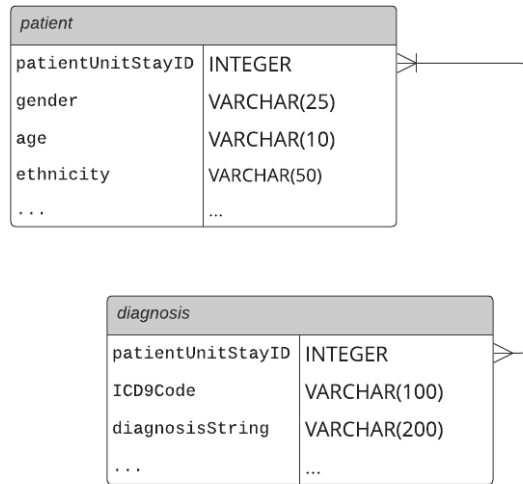 patient
patientUnitStayID INTEGER
gender VARCHAR(25)
age VARCHAR(10)
ethnicity VARCHAR(50)
... ...
diagnosis
patientUnitStayID INTEGER
ICD9Code VARCHAR(100)
diagnosisString VARCHAR(200)
... ...